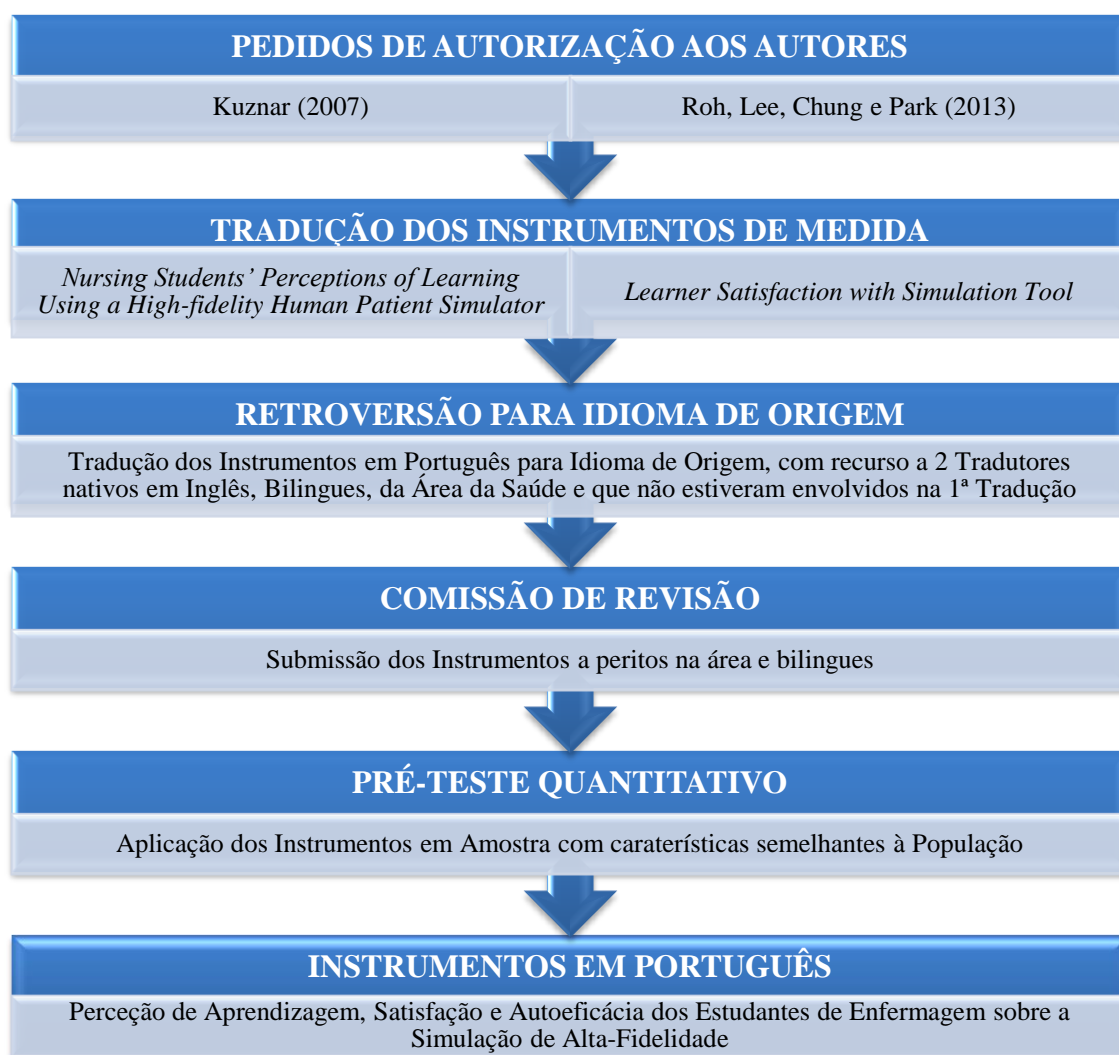 PEDIDOS DE AUTORIZAÇÃO AOS AUTORES
Kuznar (2007)
Roh, Lee, Chung e Park (2013)
TRADUÇÃO DOS INSTRUMENTOS DE MEDIDA
Nursing Students’ Perceptions of Learning
Using a High-fidelity Human Patient Simulator
Learner Satisfaction with Simulation Tool
RETROVERSÃO PARA IDIOMA DE ORIGEM
Tradução dos Instrumentos em Português para Idioma de Origem, com recurso a 2 Tradutores
nativos em Inglês, Bilingues, da Área da Saúde e que não estiveram envolvidos na 1ª Tradução
COMISSÃO DE REVISÃO
Submissão dos Instrumentos a peritos na área e bilingues
PRÉ-TESTE QUANTITATIVO
Aplicação dos Instrumentos em Amostra com caraterísticas semelhantes à População
INSTRUMENTOS EM PORTUGUÊS
Perceção de Aprendizagem, Satisfação e Autoeficácia dos Estudantes de Enfermagem sobre a
Simulação de Alta-Fidelidade